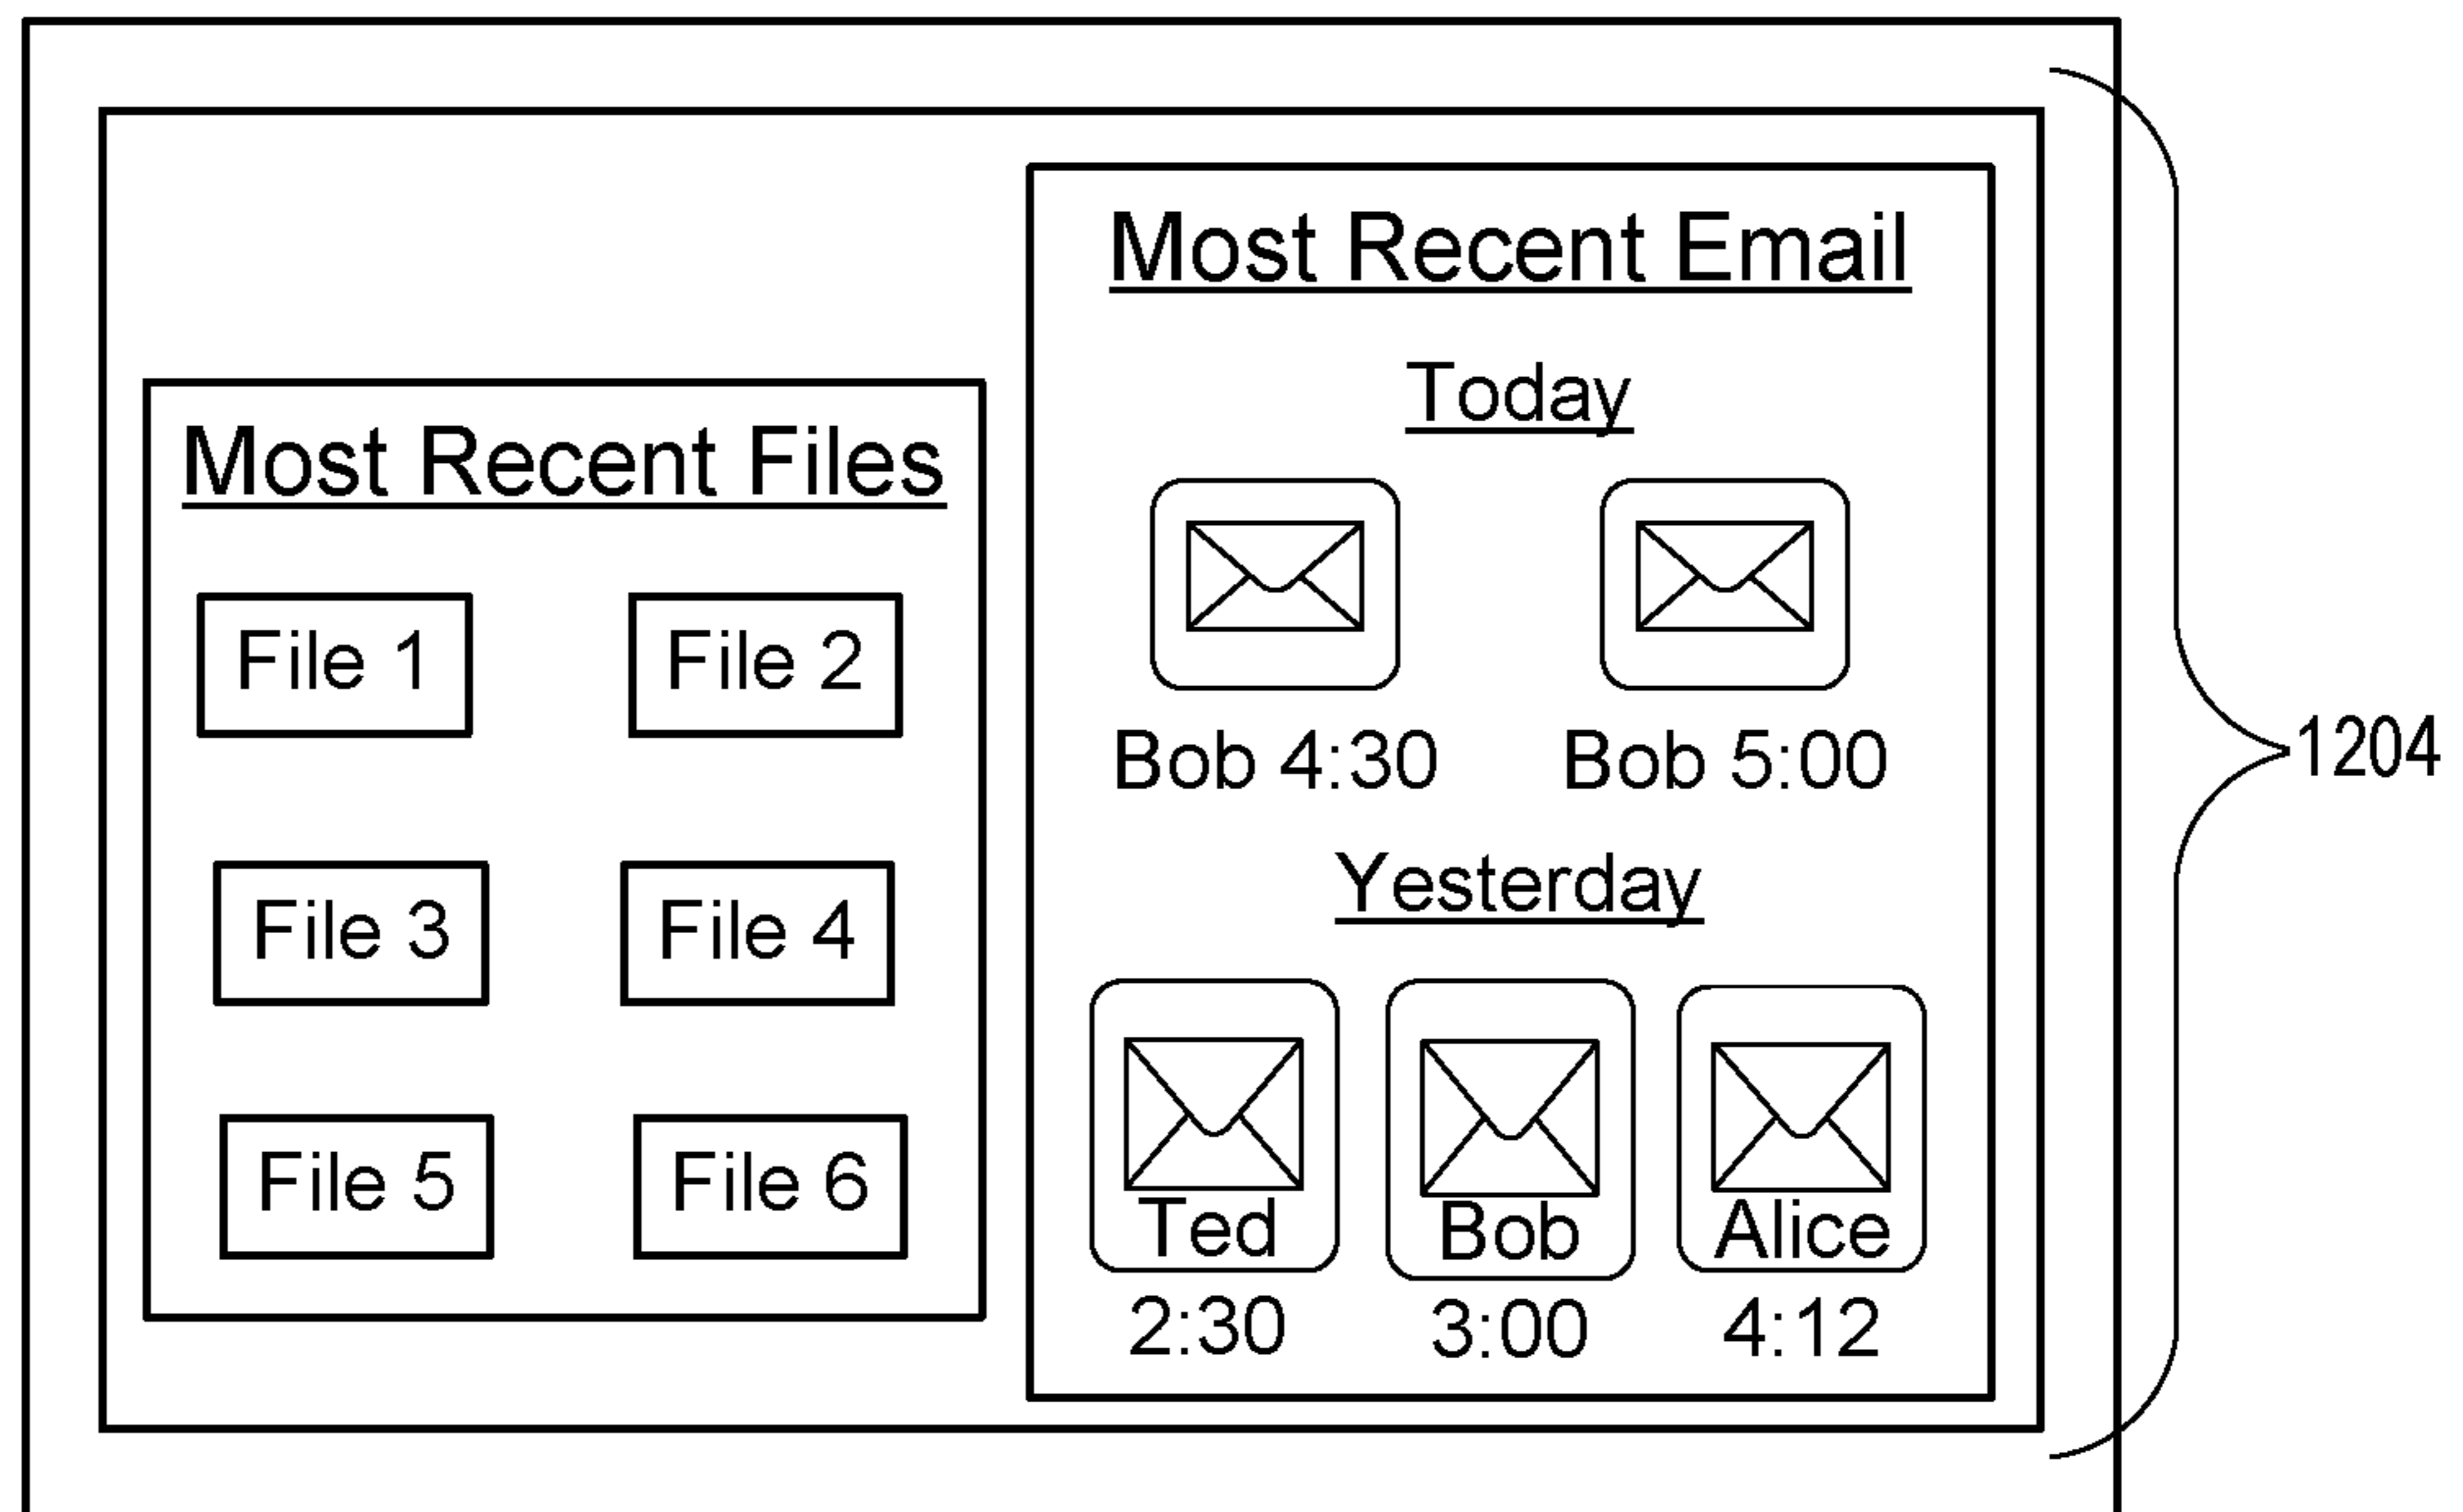 Most Recent Files
File 1 File 2
File 3 File 4
File 5 File 6
Most Recent Email
Today
Bob 4:30 Bob 5:00
Yesterday
Ted Bob Alice
2:30 3:00 4:12
1204